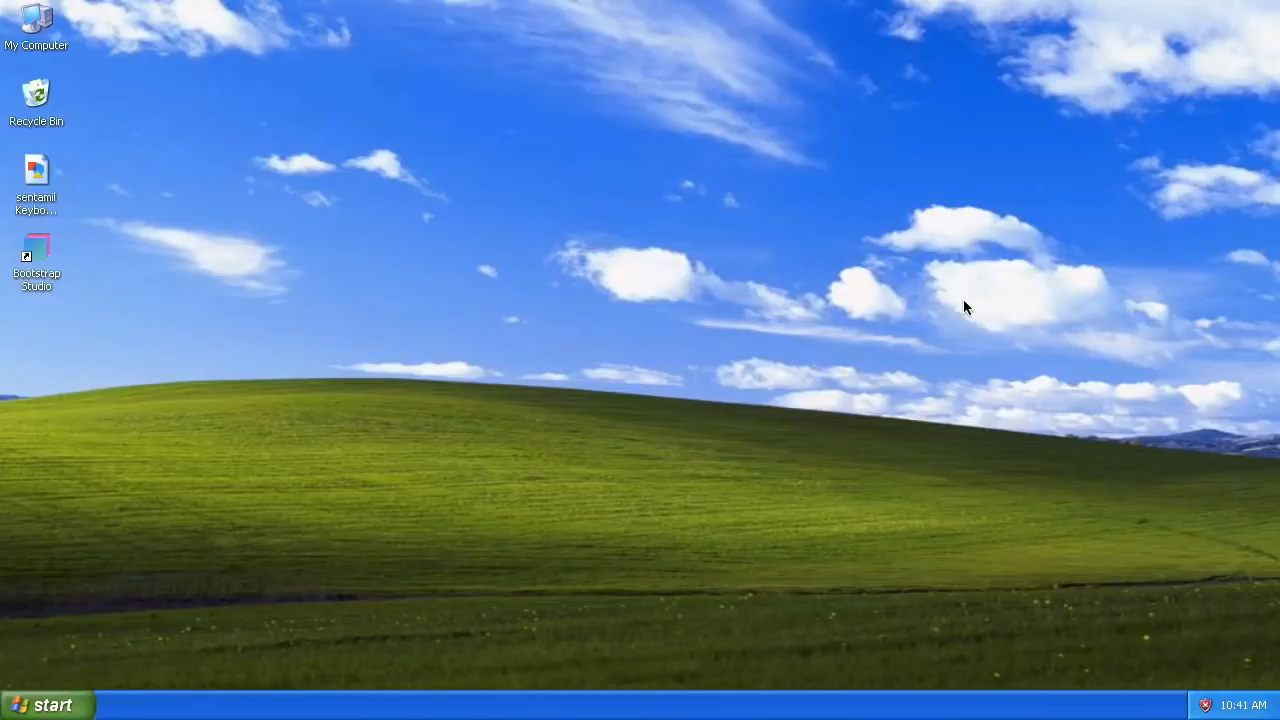 My Computer
Recycle Bin
sentamil
Keybo...
Bootstrap
Studio
start
10:41 AM